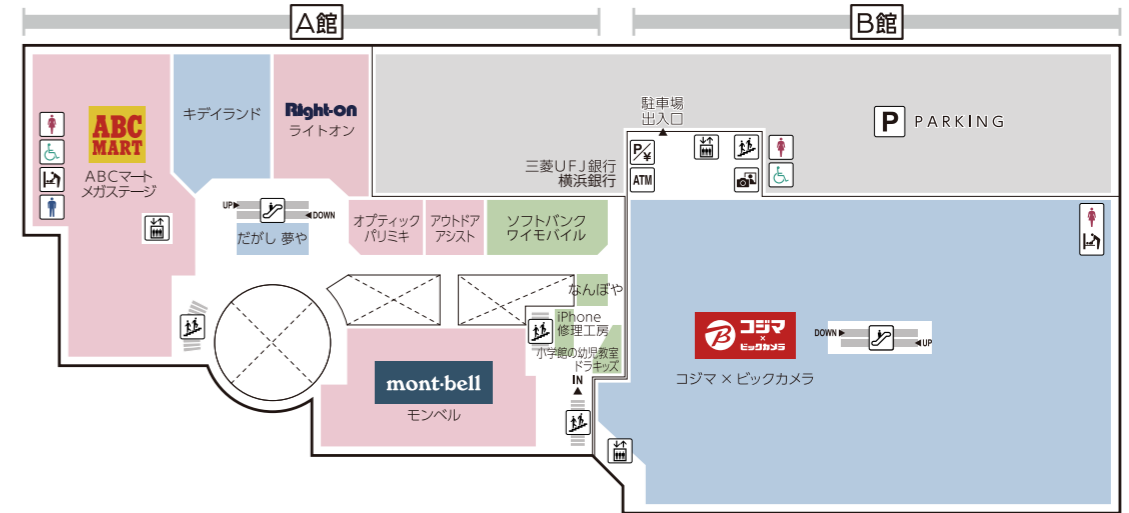 A館
B館
ABC
MART
ABCマート
メガステージ
キデイランド
Right-on
ライトオン
駐車場
出入口
P
PARKING
三菱UFJ銀行
横浜銀行
P/¥
ATM
UP
DOWN
だがし 夢や
オプティック
パリミキ
アウトドア
アシスト
ソフトバンク
ワイモバイル
なんぼや
iPhone
修理工房
小学館の幼児教室
ドラキッズ
IN
mont-bell
モンベル
B コジマ
×
ビックカメラ
コジマ×ビックカメラ
DOWN
UP